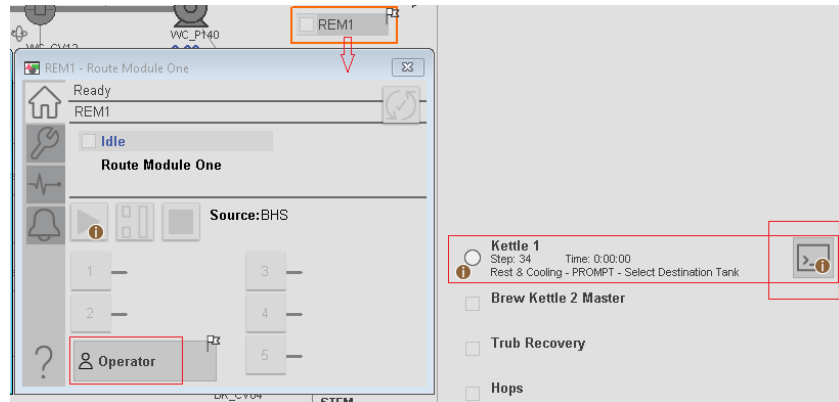 WC_P140
REM1
REM1 - Route Module One
Ready
REM1
Idle
Route Module One
Source:BHS
1
3
2
4
Operator
5
?
Kettle 1
Step: 34 Time: 0:00:00
Rest & Cooling - PROMPT - Select Destination Tank
Brew Kettle 2 Master
Trub Recovery
Hops